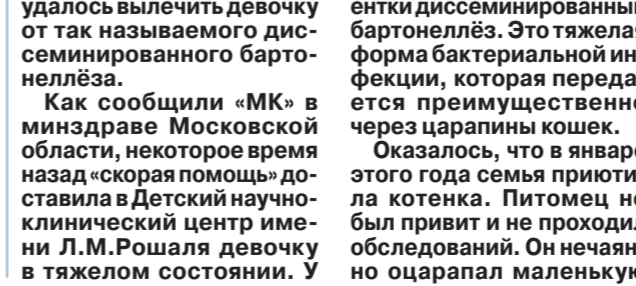 удалось вылечить девочку
от так называемого дис-
семинированного барто-
неллёза.
Как сообщили «МК» в
минздраве Московской
области, некоторое время
назад «скорая помощь» до-
ставила в Детский научно-
клинический центр име-
ни Л.М.Рошаля девочку
в тяжелом состоянии. У
ентки диссеминированный
бартонеллёз. Это тяжелая
форма бактериальной ин-
фекции, которая переда-
ется преимущественно
через царапины кошек.
Оказалось, что в январе
этого года семья приюти-
ла котенка. Питомец не
был привит и не проходил
обследований. Он нечаян-
но оцарапал маленькую